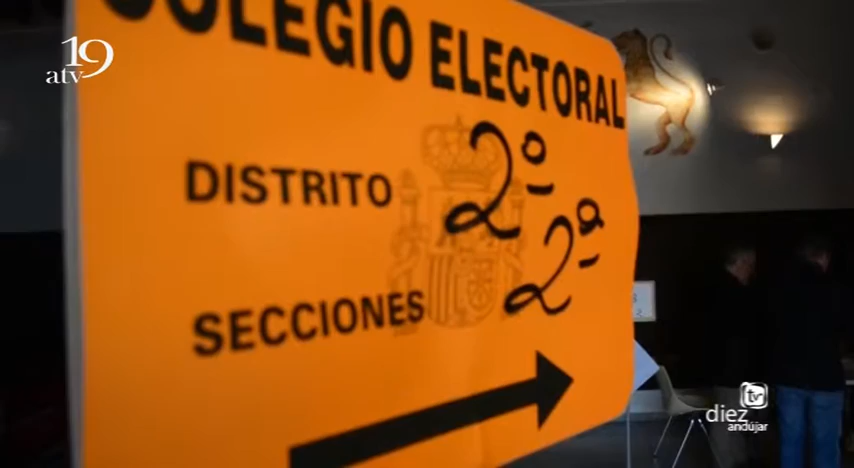 19
atv
COLEGIO ELECTORAL
DISTRITO 2º
SECCIONES 2ª
tv
diez
andújar